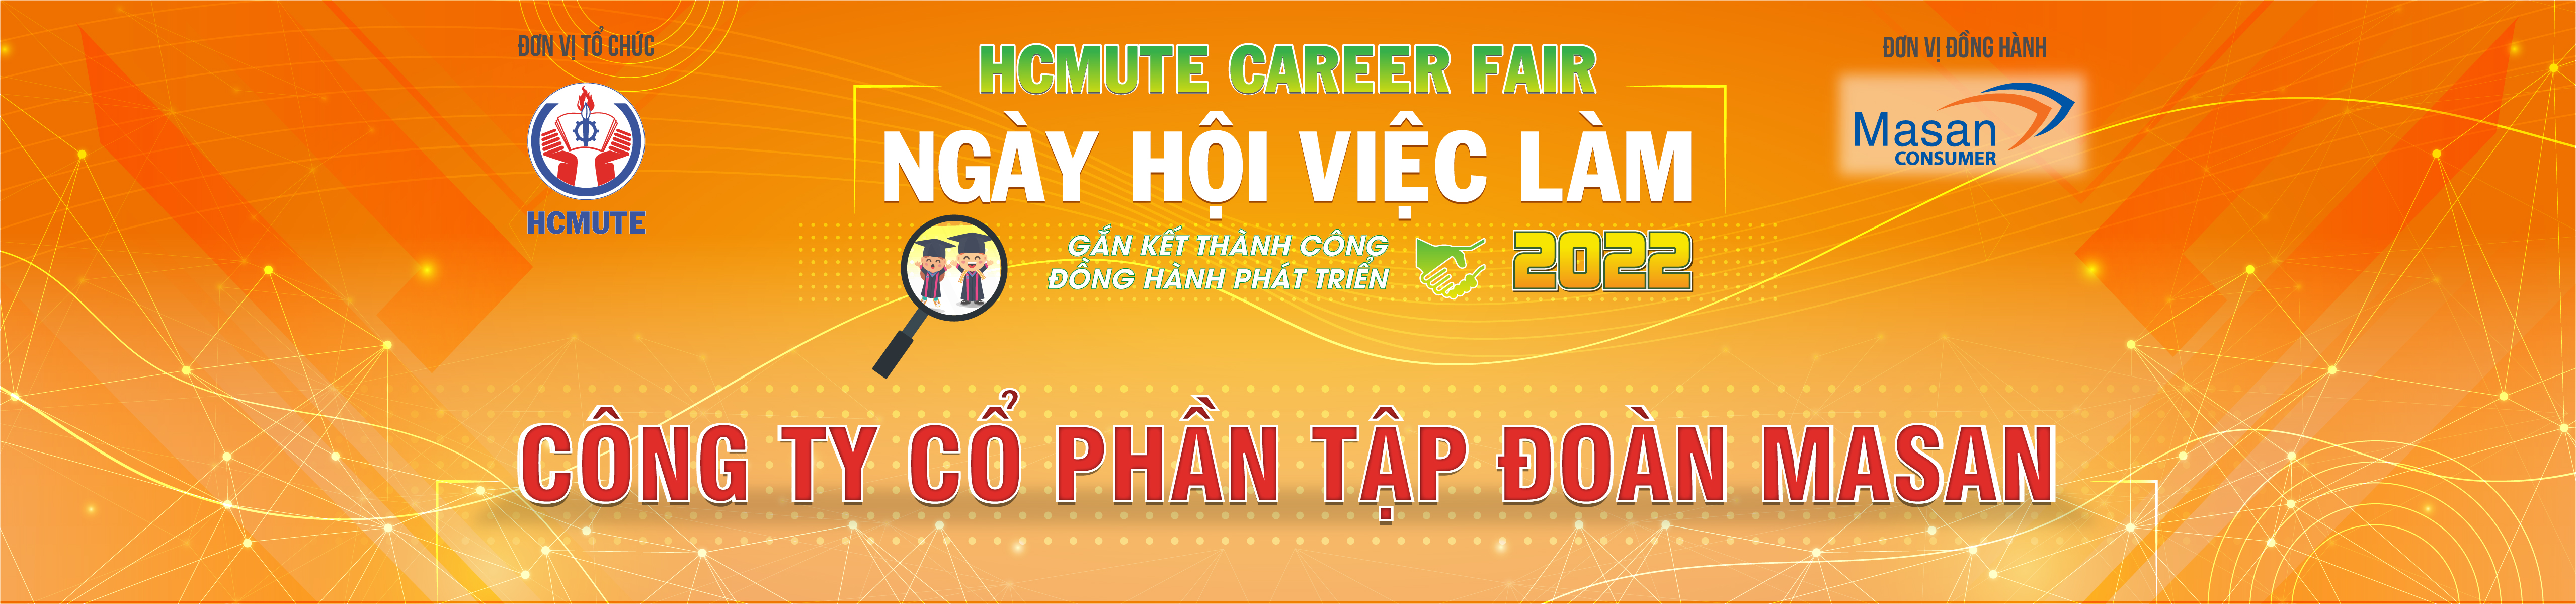 ĐƠN VỊ TỔ CHỨC
HCMUTE
HCMUTE CAREER FAIR
NGÀY HỘI VIỆC LÀM
GẮN KẾT THÀNH CÔNG
ĐỒNG HÀNH PHÁT TRIỂN
2022
ĐƠN VỊ ĐỒNG HÀNH
Masan
CONSUMER
CÔNG TY CỔ PHẦN TẬP ĐOÀN MASAN